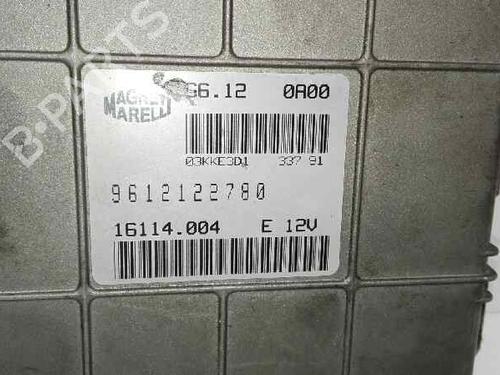 G6.12 0A00
MAGNETI
MARELLI
03KKE3D1 337 91
9612122780
16114.004 E 12V
B-PARTS